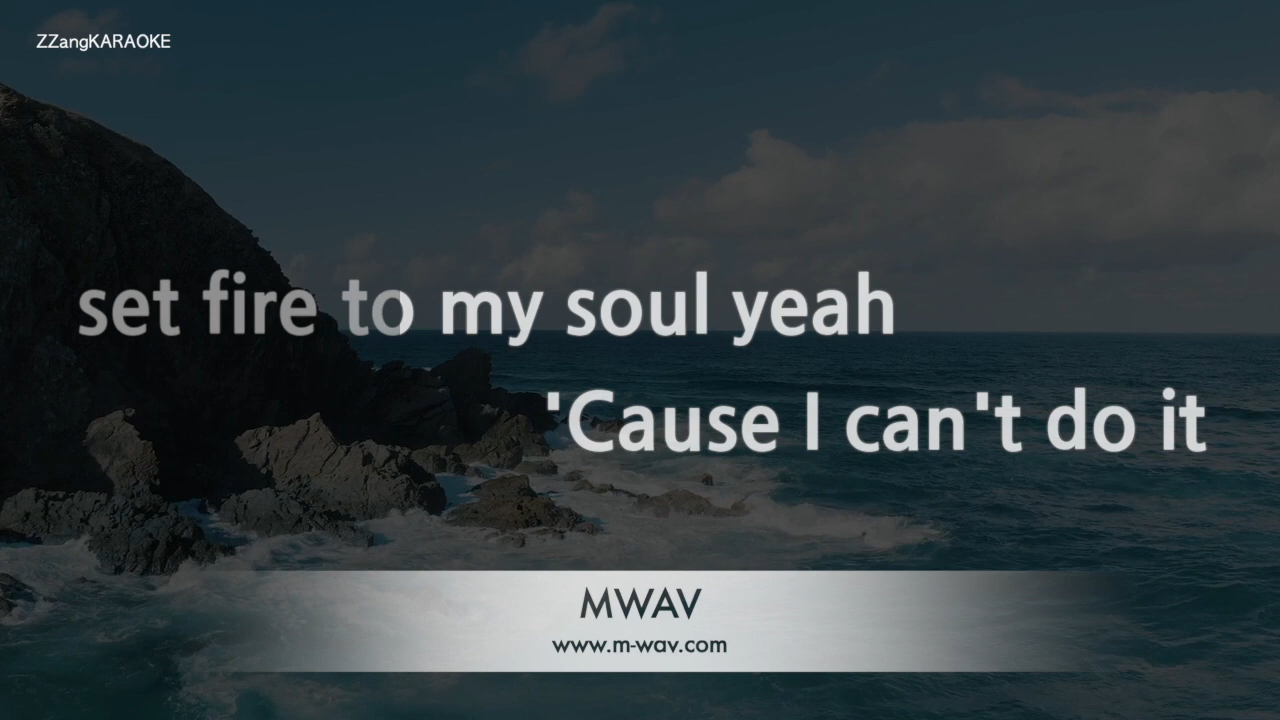 ZZangKARAOKE
set fire to my soul yeah
'Cause I can't do it
MWAV
www.m-wav.com